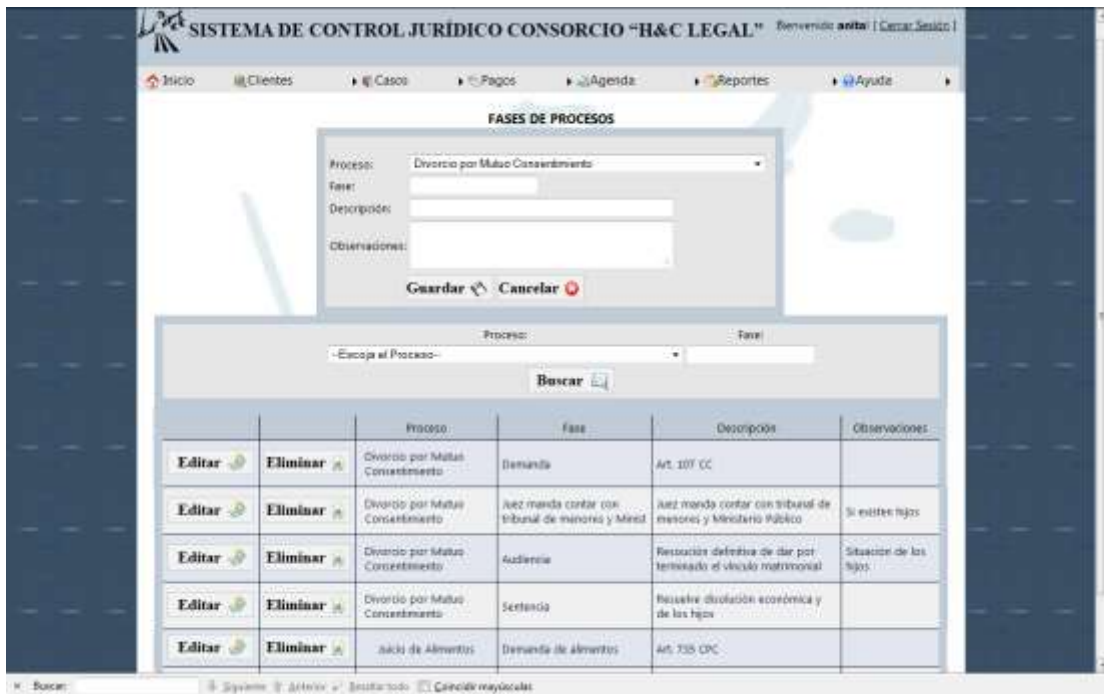 SISTEMA DE CONTROL JURÍDICO CONSORCIO “H&C LEGAL” Bienvenido anita! [ Cerrar Sesión ]
Inicio Clientes Casos Pagos Agenda Reportes Ayuda
FASES DE PROCESOS
Proceso: Divorcio por Mutuo Consentimiento
Fase:
Descripción:
Observaciones:
Guardar Cancelar
Proceso: Fase:
--Escoja el Proceso--
Buscar
Proceso Fase Descripción Observaciones
Editar Eliminar Divorcio por Mutuo Consentimiento Demanda Art. 107 CC
Editar Eliminar Divorcio por Mutuo Consentimiento Juez manda contar con tribunal de menores y Minist Juez manda contar con tribunal de menores y Ministerio Público Si existen hijos
Editar Eliminar Divorcio por Mutuo Consentimiento Audiencia definitiva de dar por terminado el vínculo matrimonial Situación de los hijos
Editar Eliminar Divorcio por Mutuo Consentimiento Sentencia Resuelve disolución económica y de los hijos
Editar Eliminar Juicio de Alimentos Demanda de alimentos Art. 735 CPC
Buscar: Siguiente Anterior Resaltar todo Coincidir mayúsculas